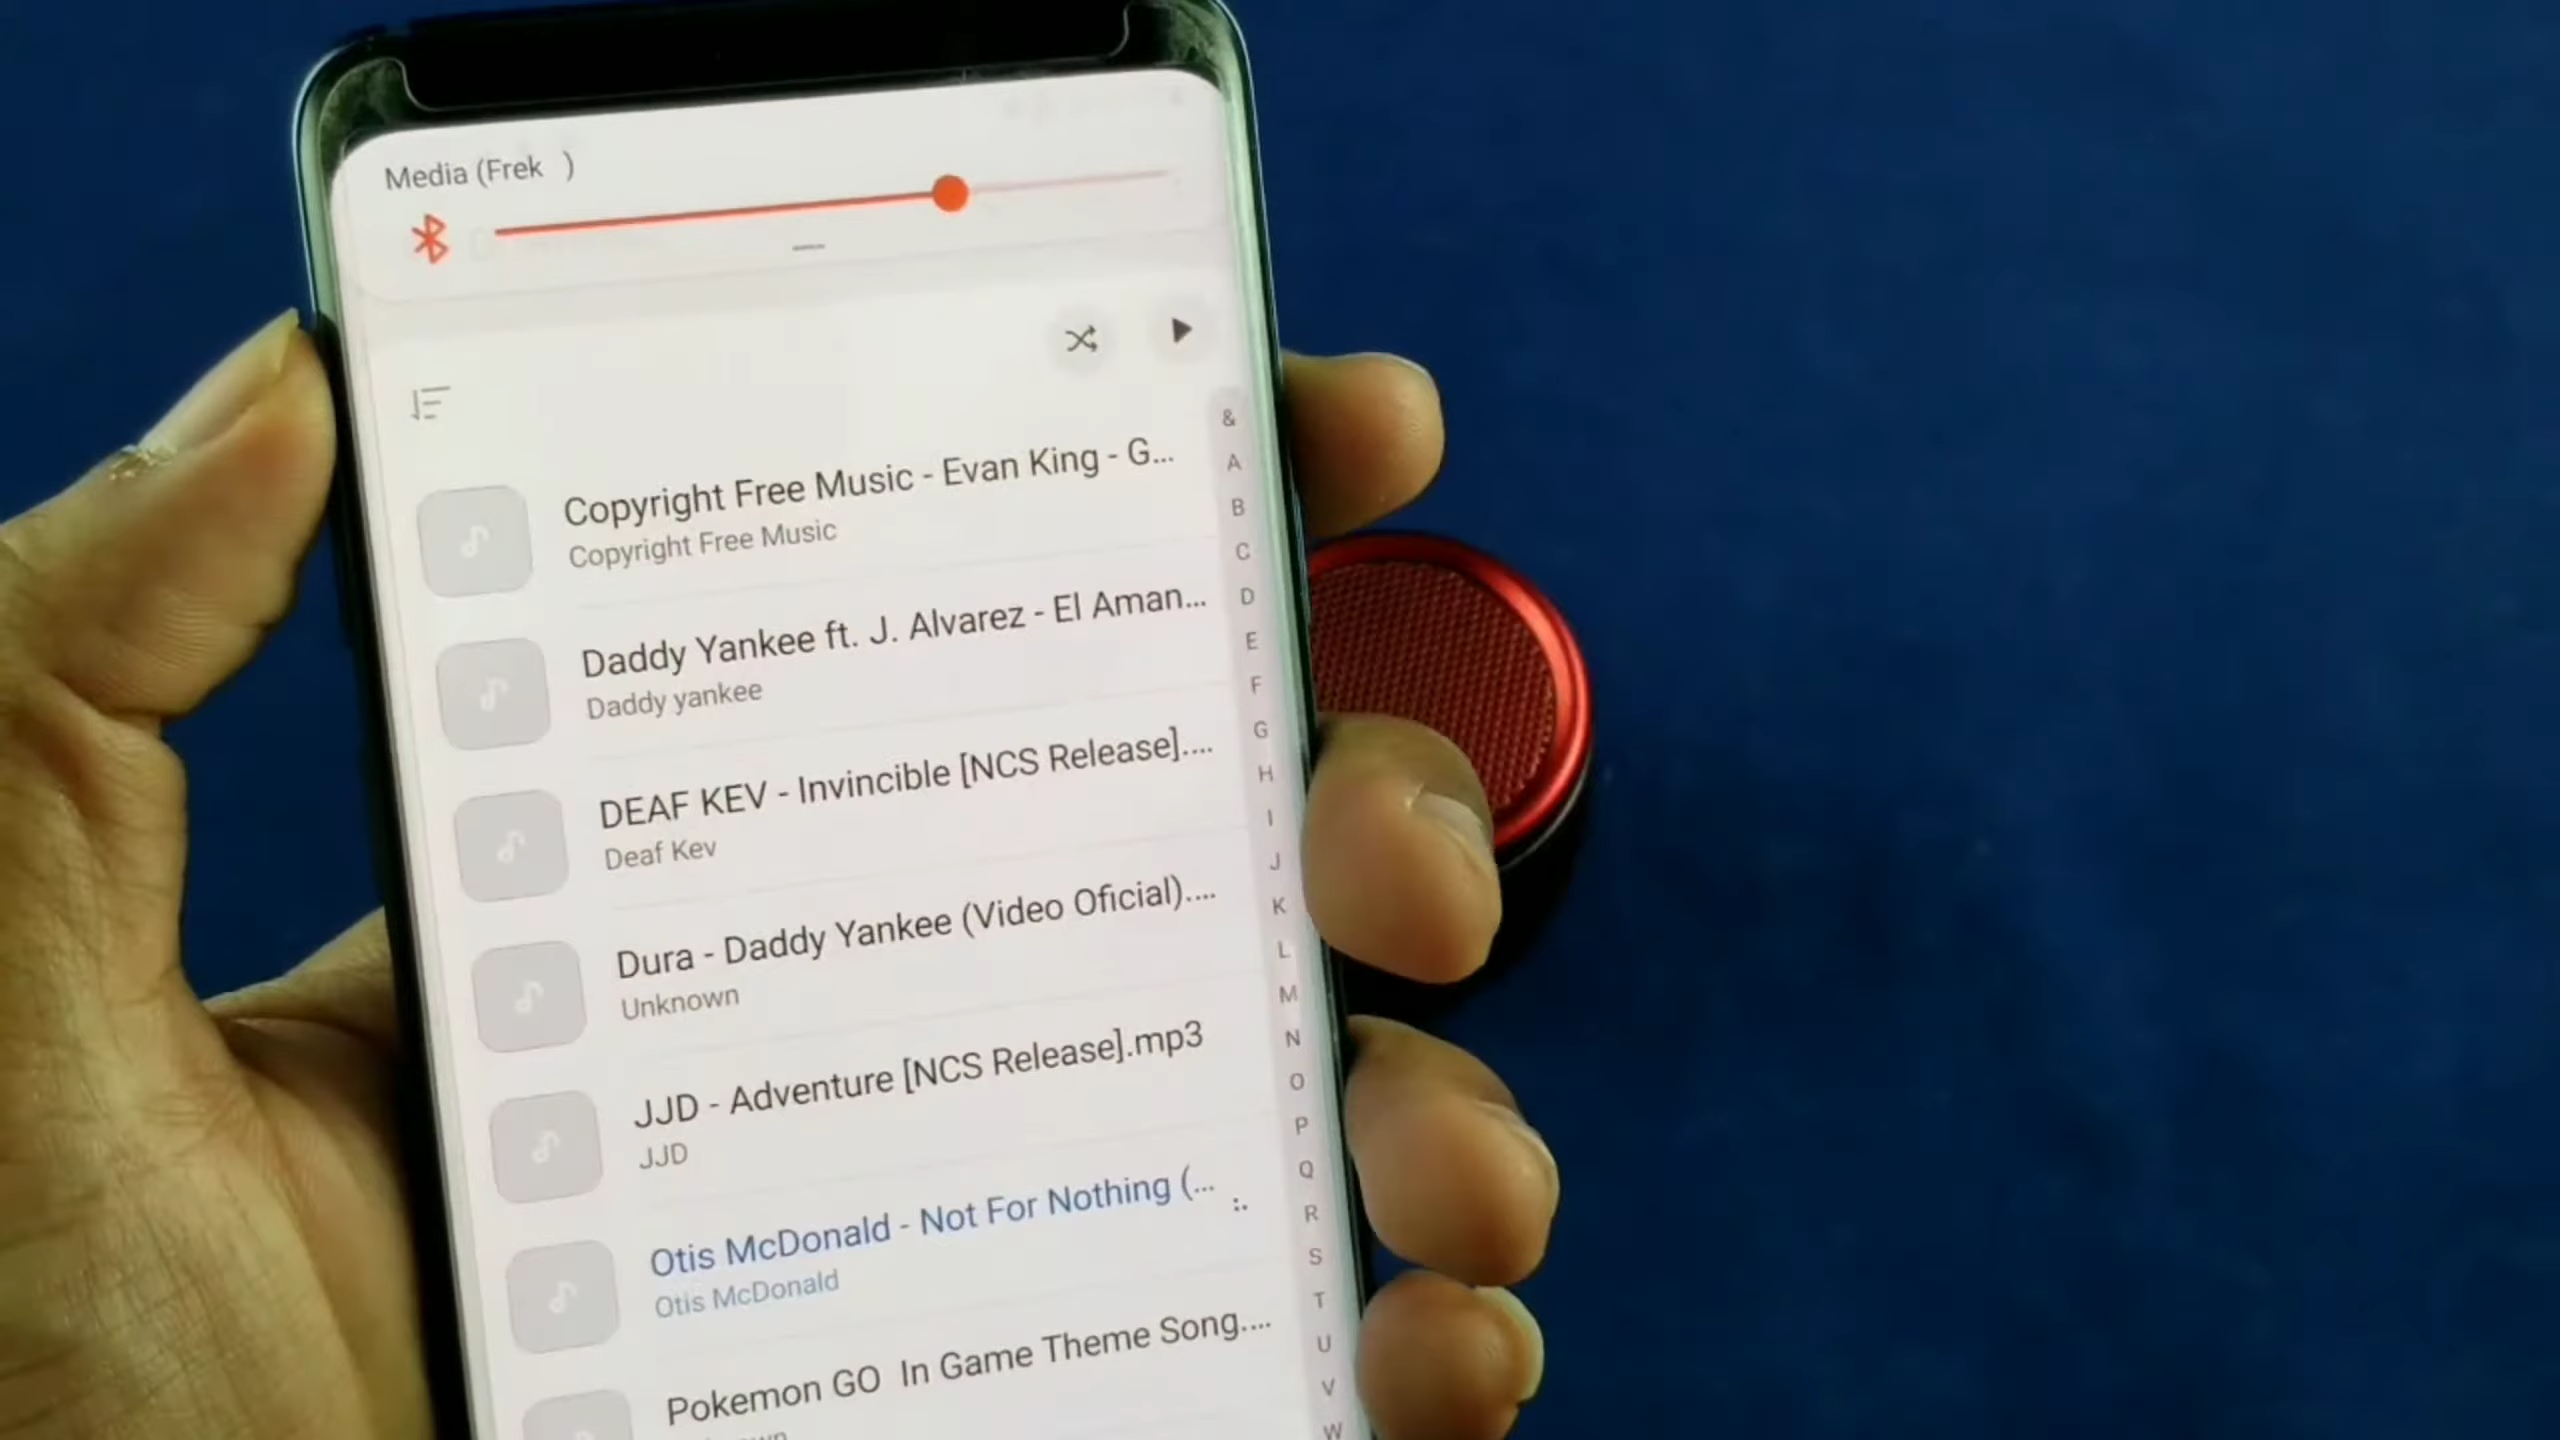 Media (Frek )
Copyright Free Music - Evan King - G...
Copyright Free Music
Daddy Yankee ft. J. Alvarez - El Aman...
Daddy yankee
DEAF KEV - Invincible [NCS Release]....
Deaf Kev
Dura - Daddy Yankee (Video Oficial)....
Unknown
JJD - Adventure [NCS Release].mp3
JJD
Otis McDonald - Not For Nothing (...
Otis McDonald
Pokemon GO In Game Theme Song....
&
A
B
C
D
E
F
G
H
I
J
K
L
M
N
O
P
Q
R
S
T
U
V
W